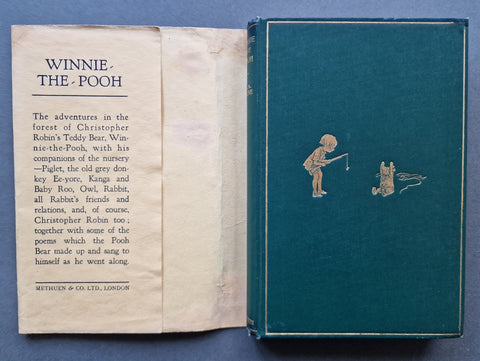 WINNIE-
THE-POOH
The adventures in the
forest of Christopher
Robin's Teddy Bear, Win-
nie-the-Pooh, with his
companions of the nursery
—Piglet, the old grey don-
key Ee-yore, Kanga and
Baby Roo, Owl, Rabbit,
all Rabbit's friends and
relations, and, of course,
Christopher Robin too;
together with some of the
poems which the Pooh
Bear made up and sang to
himself as he went along.
METHUEN & CO. LTD., LONDON